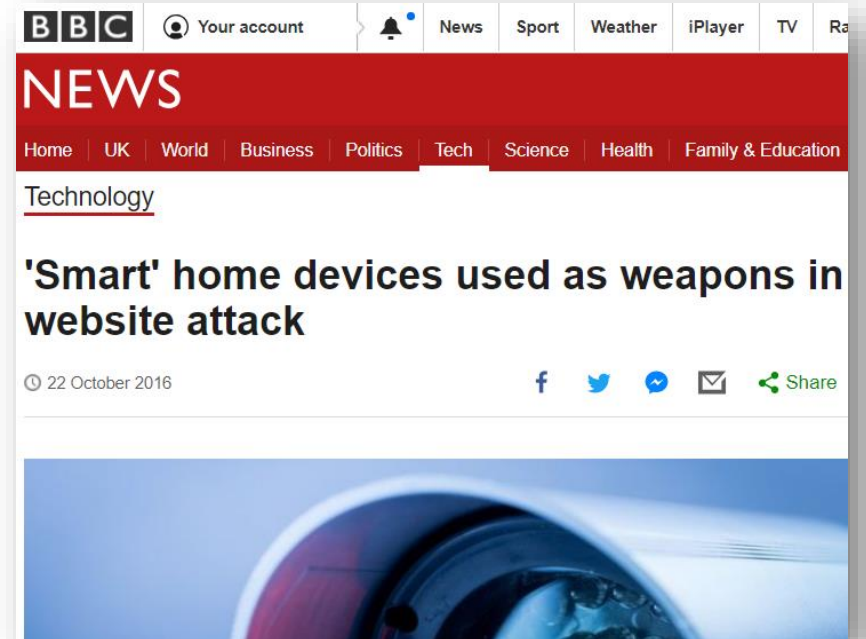 BBC Your account News Sport Weather iPlayer TV
NEWS
Home UK World Business Politics Tech Science Health Family & Education
Technology
'Smart' home devices used as weapons in
website attack
22 October 2016 Share